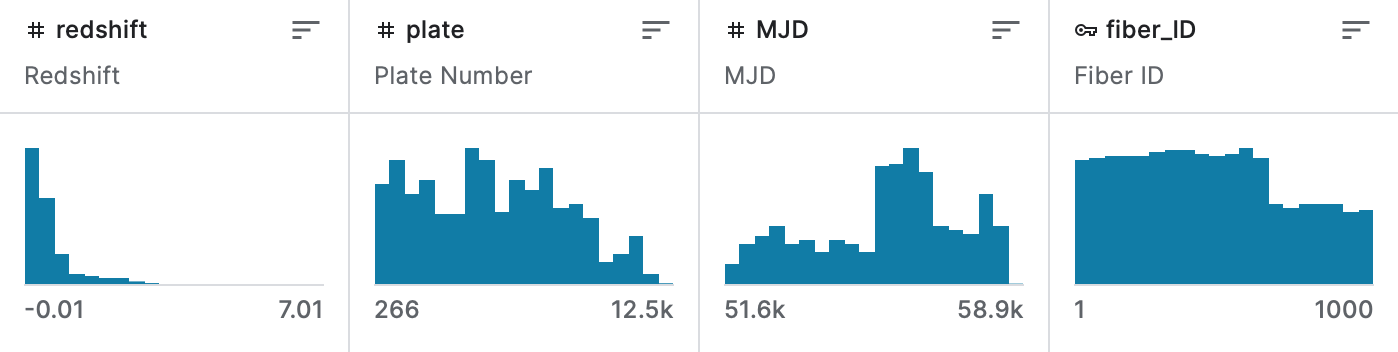 # redshift
Redshift
-0.01 7.01
# plate
Plate Number
266 12.5k
# MJD
MJD
51.6k 58.9k
fiber_ID
Fiber ID
1 1000